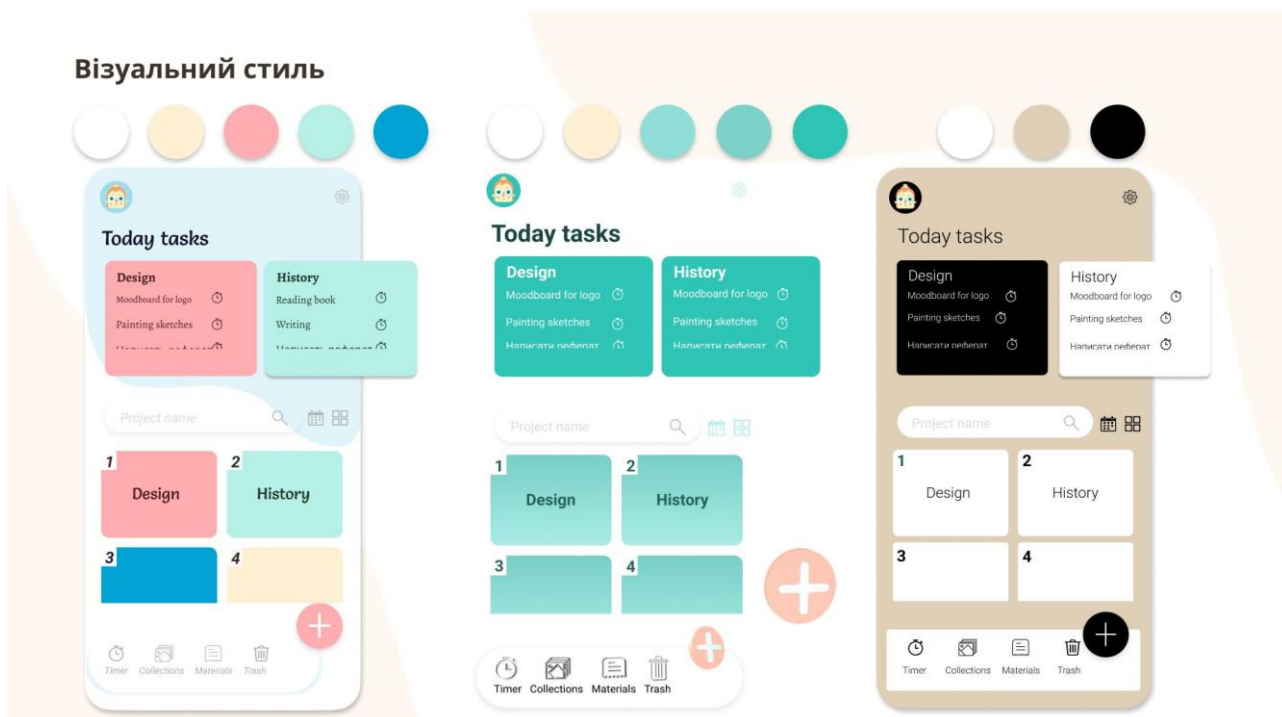 Візуальний стиль
Today tasks
Design
Moodboard for logo
Painting sketches
Написать реферат
History
Reading book
Writing
Написать реферат
Project name
1
Design
2
History
3
4
Timer Collections Materials Trash
Today tasks
Design
Moodboard for logo
Painting sketches
Написати реферат
History
Moodboard for logo
Painting sketches
Написати реферат
Project name
1
Design
2
History
3
4
Timer Collections Materials Trash
Today tasks
Design
Moodboard for logo
Painting sketches
Написати реферат
History
Moodboard for logo
Painting sketches
Написати реферат
Project name
1
Design
2
History
3
4
Timer Collections Materials Trash